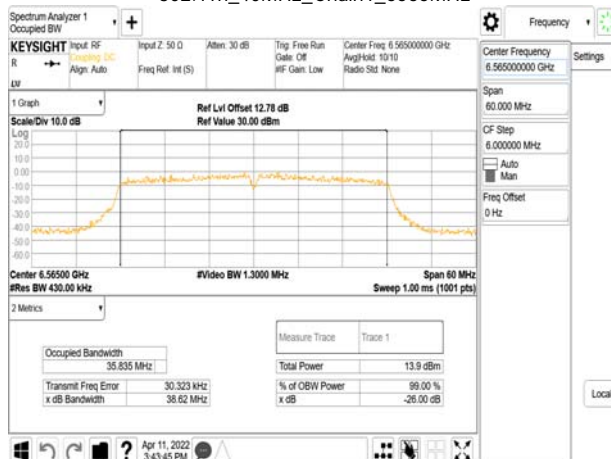 Spectrum Analyzer 1
Occupied BW
Frequency
KEYSIGHT
Input: RF
Coupling: DC
Align: Auto
Input Z: 50 Ω
Freq Ref: Int (S)
Atten: 30 dB
Trig: Free Run
Gate: Off
#IF Gain: Low
Center Freq: 6.565000000 GHz
Avg|Hold: 10/10
Radio Std: None
R
LXI
Center Frequency
6.565000000 GHz
Settings
Span
60.000 MHz
CF Step
6.000000 MHz
Auto
Man
Freq Offset
0 Hz
1 Graph
Scale/Div 10.0 dB
Ref Lvl Offset 12.78 dB
Ref Value 30.00 dBm
Log
20.0
10.0
0.00
-10.0
-20.0
-30.0
-40.0
-50.0
-60.0
Center 6.56500 GHz
#Res BW 430.00 kHz
#Video BW 1.3000 MHz
Span 60 MHz
Sweep 1.00 ms (1001 pts)
2 Metrics
Measure Trace
Trace 1
Occupied Bandwidth
35.835 MHz
Total Power
13.9 dBm
Transmit Freq Error
30.323 kHz
% of OBW Power
99.00 %
x dB Bandwidth
38.62 MHz
x dB
-26.00 dB
Local
?
Apr 11, 2022
3:43:45 PM